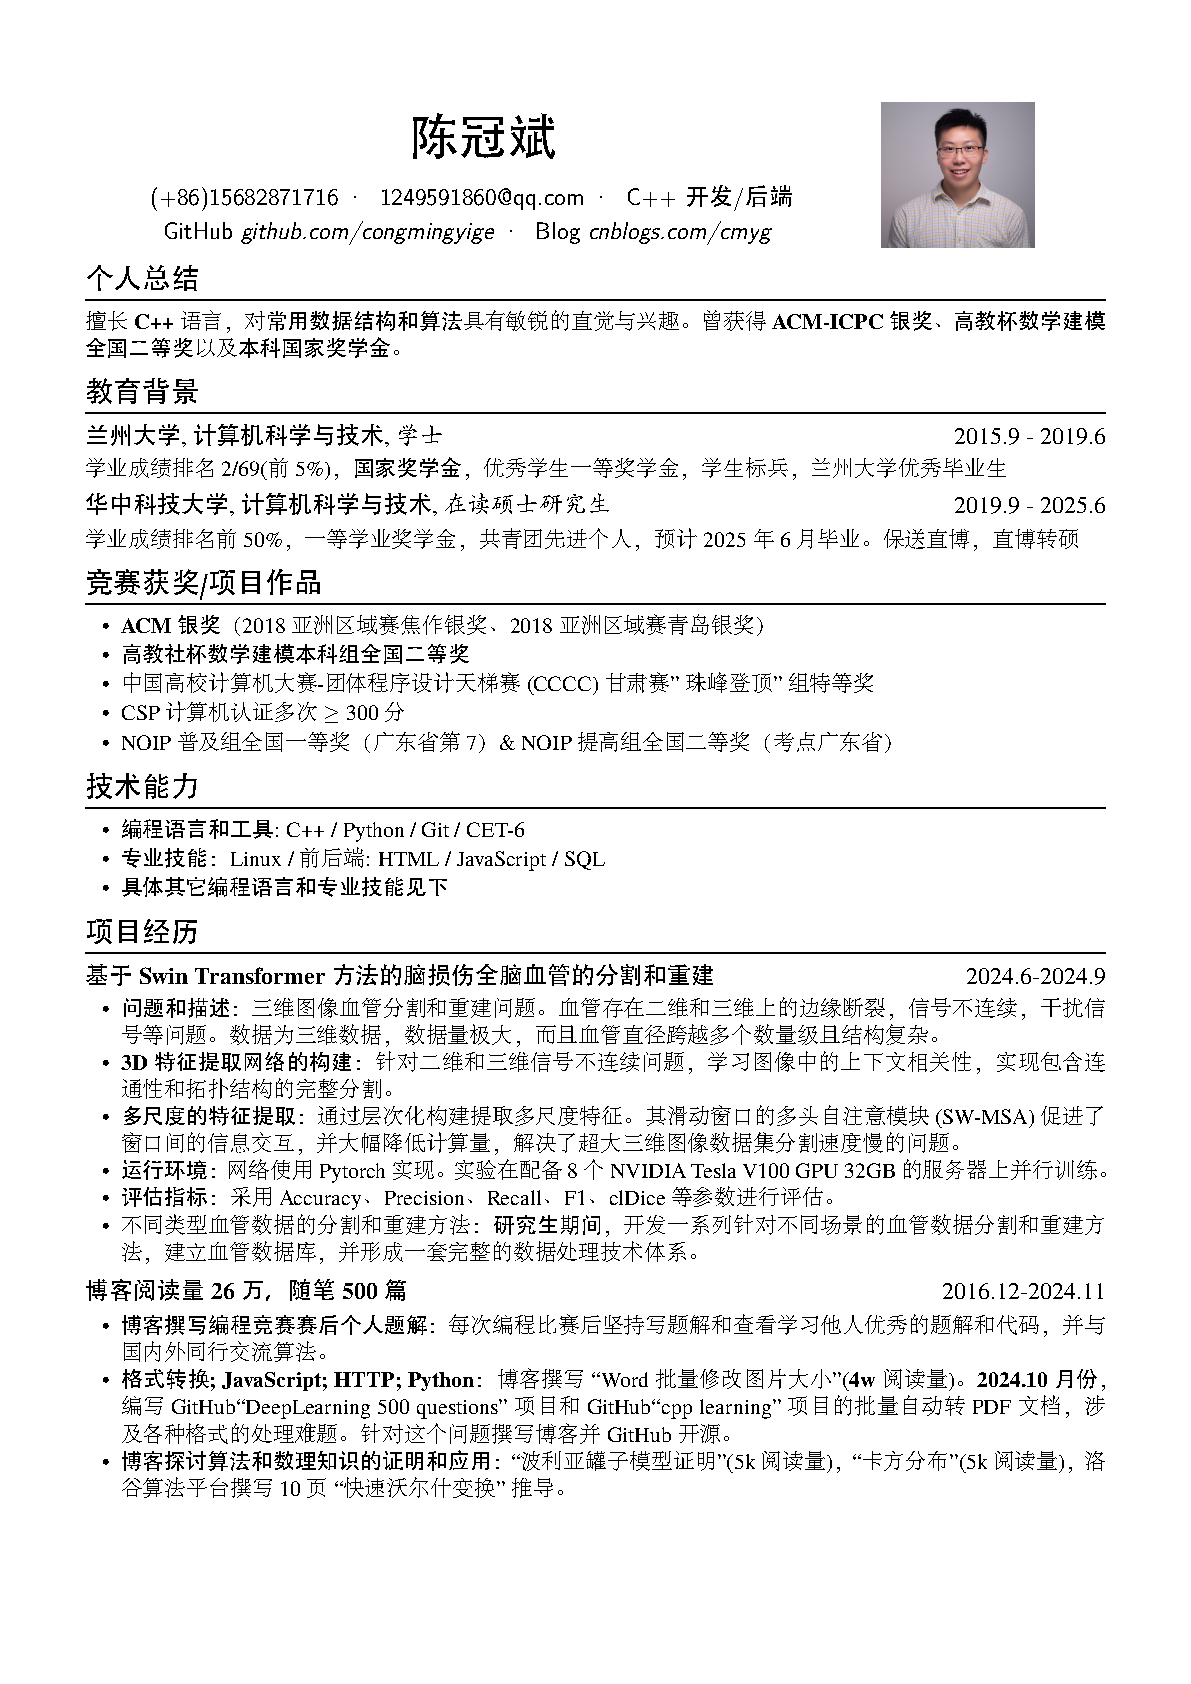 陈冠斌
(+86)15682871716 · 1249591860@qq.com · C++ 开发/后端
GitHub github.com/congmingyige · Blog cnblogs.com/cmyg
个人总结
擅长 C++ 语言，对常用数据结构和算法具有敏锐的直觉与兴趣。曾获得 ACM-ICPC 银奖、高教杯数学建模
全国二等奖以及本科国家奖学金。
教育背景
兰州大学, 计算机科学与技术, 学士 2015.9 - 2019.6
学业成绩排名 2/69(前 5%)，国家奖学金，优秀学生一等奖学金，学生标兵，兰州大学优秀毕业生
华中科技大学, 计算机科学与技术, 在读硕士研究生 2019.9 - 2025.6
学业成绩排名前 50%，一等学业奖学金，共青团先进个人，预计 2025 年 6 月毕业。保送直博，直博转硕
竞赛获奖/项目作品
• ACM 银奖（2018 亚洲区域赛焦作银奖、2018 亚洲区域赛青岛银奖）
• 高教社杯数学建模本科组全国二等奖
• 中国高校计算机大赛-团体程序设计天梯赛 (CCCC) 甘肃赛” 珠峰登顶” 组特等奖
• CSP 计算机认证多次 ≥ 300 分
• NOIP 普及组全国一等奖（广东省第 7）& NOIP 提高组全国二等奖（考点广东省）
技术能力
• 编程语言和工具: C++ / Python / Git / CET-6
• 专业技能：Linux / 前后端: HTML / JavaScript / SQL
• 具体其它编程语言和专业技能见下
项目经历
基于 Swin Transformer 方法的脑损伤全脑血管的分割和重建 2024.6-2024.9
• 问题和描述：三维图像血管分割和重建问题。血管存在二维和三维上的边缘断裂，信号不连续，干扰信
号等问题。数据为三维数据，数据量极大，而且血管直径跨越多个数量级且结构复杂。
• 3D 特征提取网络的构建：针对二维和三维信号不连续问题，学习图像中的上下文相关性，实现包含连
通性和拓扑结构的完整分割。
• 多尺度的特征提取：通过层次化构建提取多尺度特征。其滑动窗口的多头自注意模块 (SW-MSA) 促进了
窗口间的信息交互，并大幅降低计算量，解决了超大三维图像数据集分割速度慢的问题。
• 运行环境：网络使用 Pytorch 实现。实验在配备 8 个 NVIDIA Tesla V100 GPU 32GB 的服务器上并行训练。
• 评估指标：采用 Accuracy、Precision、Recall、F1、clDice 等参数进行评估。
• 不同类型血管数据的分割和重建方法：研究生期间，开发一系列针对不同场景的血管数据分割和重建方
法，建立血管数据库，并形成一套完整的数据处理技术体系。
博客阅读量 26 万，随笔 500 篇 2016.12-2024.11
• 博客撰写编程竞赛赛后个人题解：每次编程比赛后坚持写题解和查看学习他人优秀的题解和代码，并与
国内外同行交流算法。
• 格式转换; JavaScript; HTTP; Python：博客撰写 “Word 批量修改图片大小”(4w 阅读量)。2024.10 月份，
编写 GitHub“DeepLearning 500 questions” 项目和 GitHub“cpp learning” 项目的批量自动转 PDF 文档，涉
及各种格式的处理难题。针对这个问题撰写博客并 GitHub 开源。
• 博客探讨算法和数理知识的证明和应用：“波利亚罐子模型证明”(5k 阅读量)，“卡方分布”(5k 阅读量)，洛
谷算法平台撰写 10 页 “快速沃尔什变换” 推导。